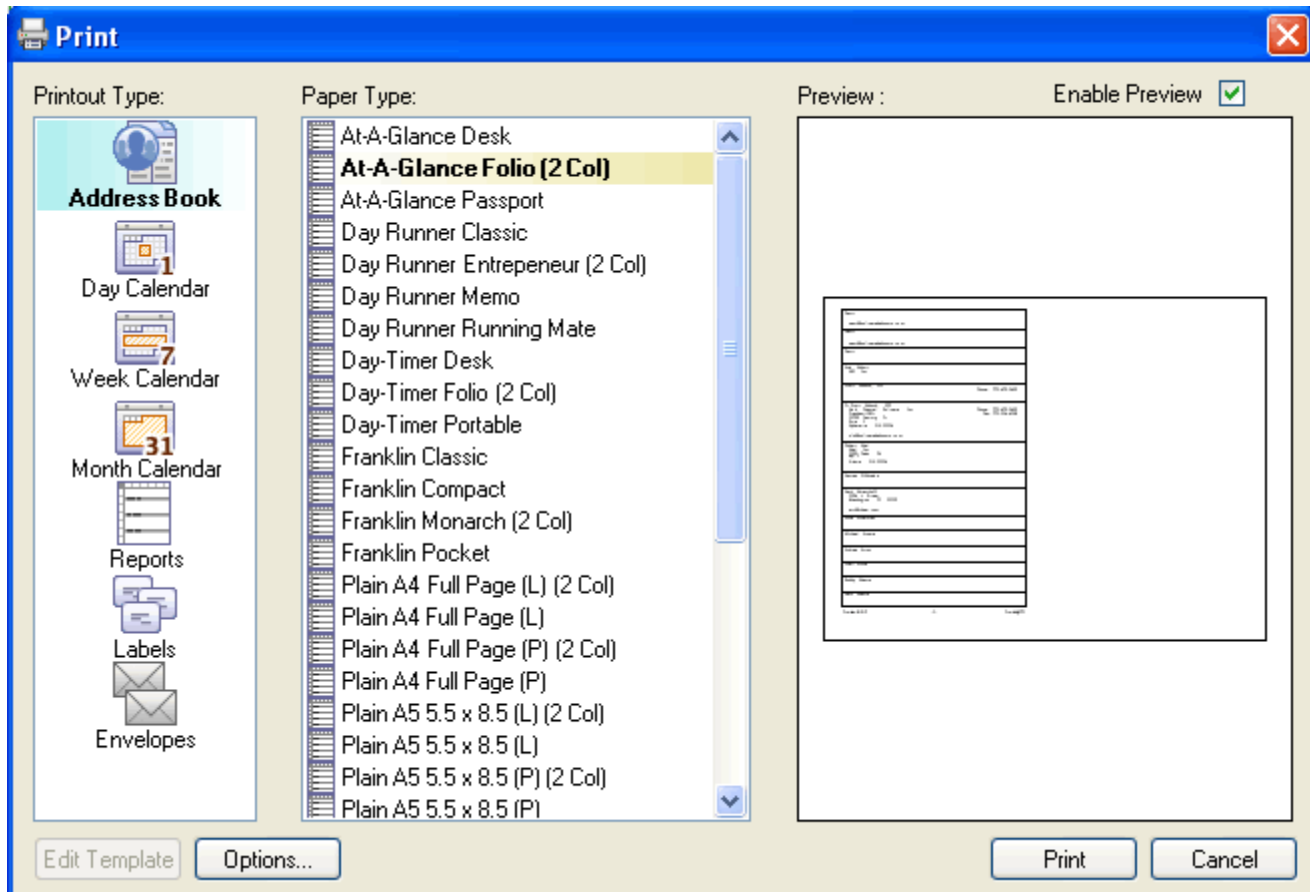 Print
Printout Type:
Address Book
1
Day Calendar
7
Week Calendar
31
Month Calendar
Reports
Labels
Envelopes
Paper Type:
At-A-Glance Desk
At-A-Glance Folio (2 Col)
At-A-Glance Passport
Day Runner Classic
Day Runner Entrepeneur (2 Col)
Day Runner Memo
Day Runner Running Mate
Day-Timer Desk
Day-Timer Folio (2 Col)
Day-Timer Portable
Franklin Classic
Franklin Compact
Franklin Monarch (2 Col)
Franklin Pocket
Plain A4 Full Page (L) (2 Col)
Plain A4 Full Page (L)
Plain A4 Full Page (P) (2 Col)
Plain A4 Full Page (P)
Plain A5 5.5 x 8.5 (L) (2 Col)
Plain A5 5.5 x 8.5 (L)
Plain A5 5.5 x 8.5 (P) (2 Col)
Plain A5 5.5 x 8.5 (P)
Preview :
Enable Preview
Edit Template
Options...
Print
Cancel